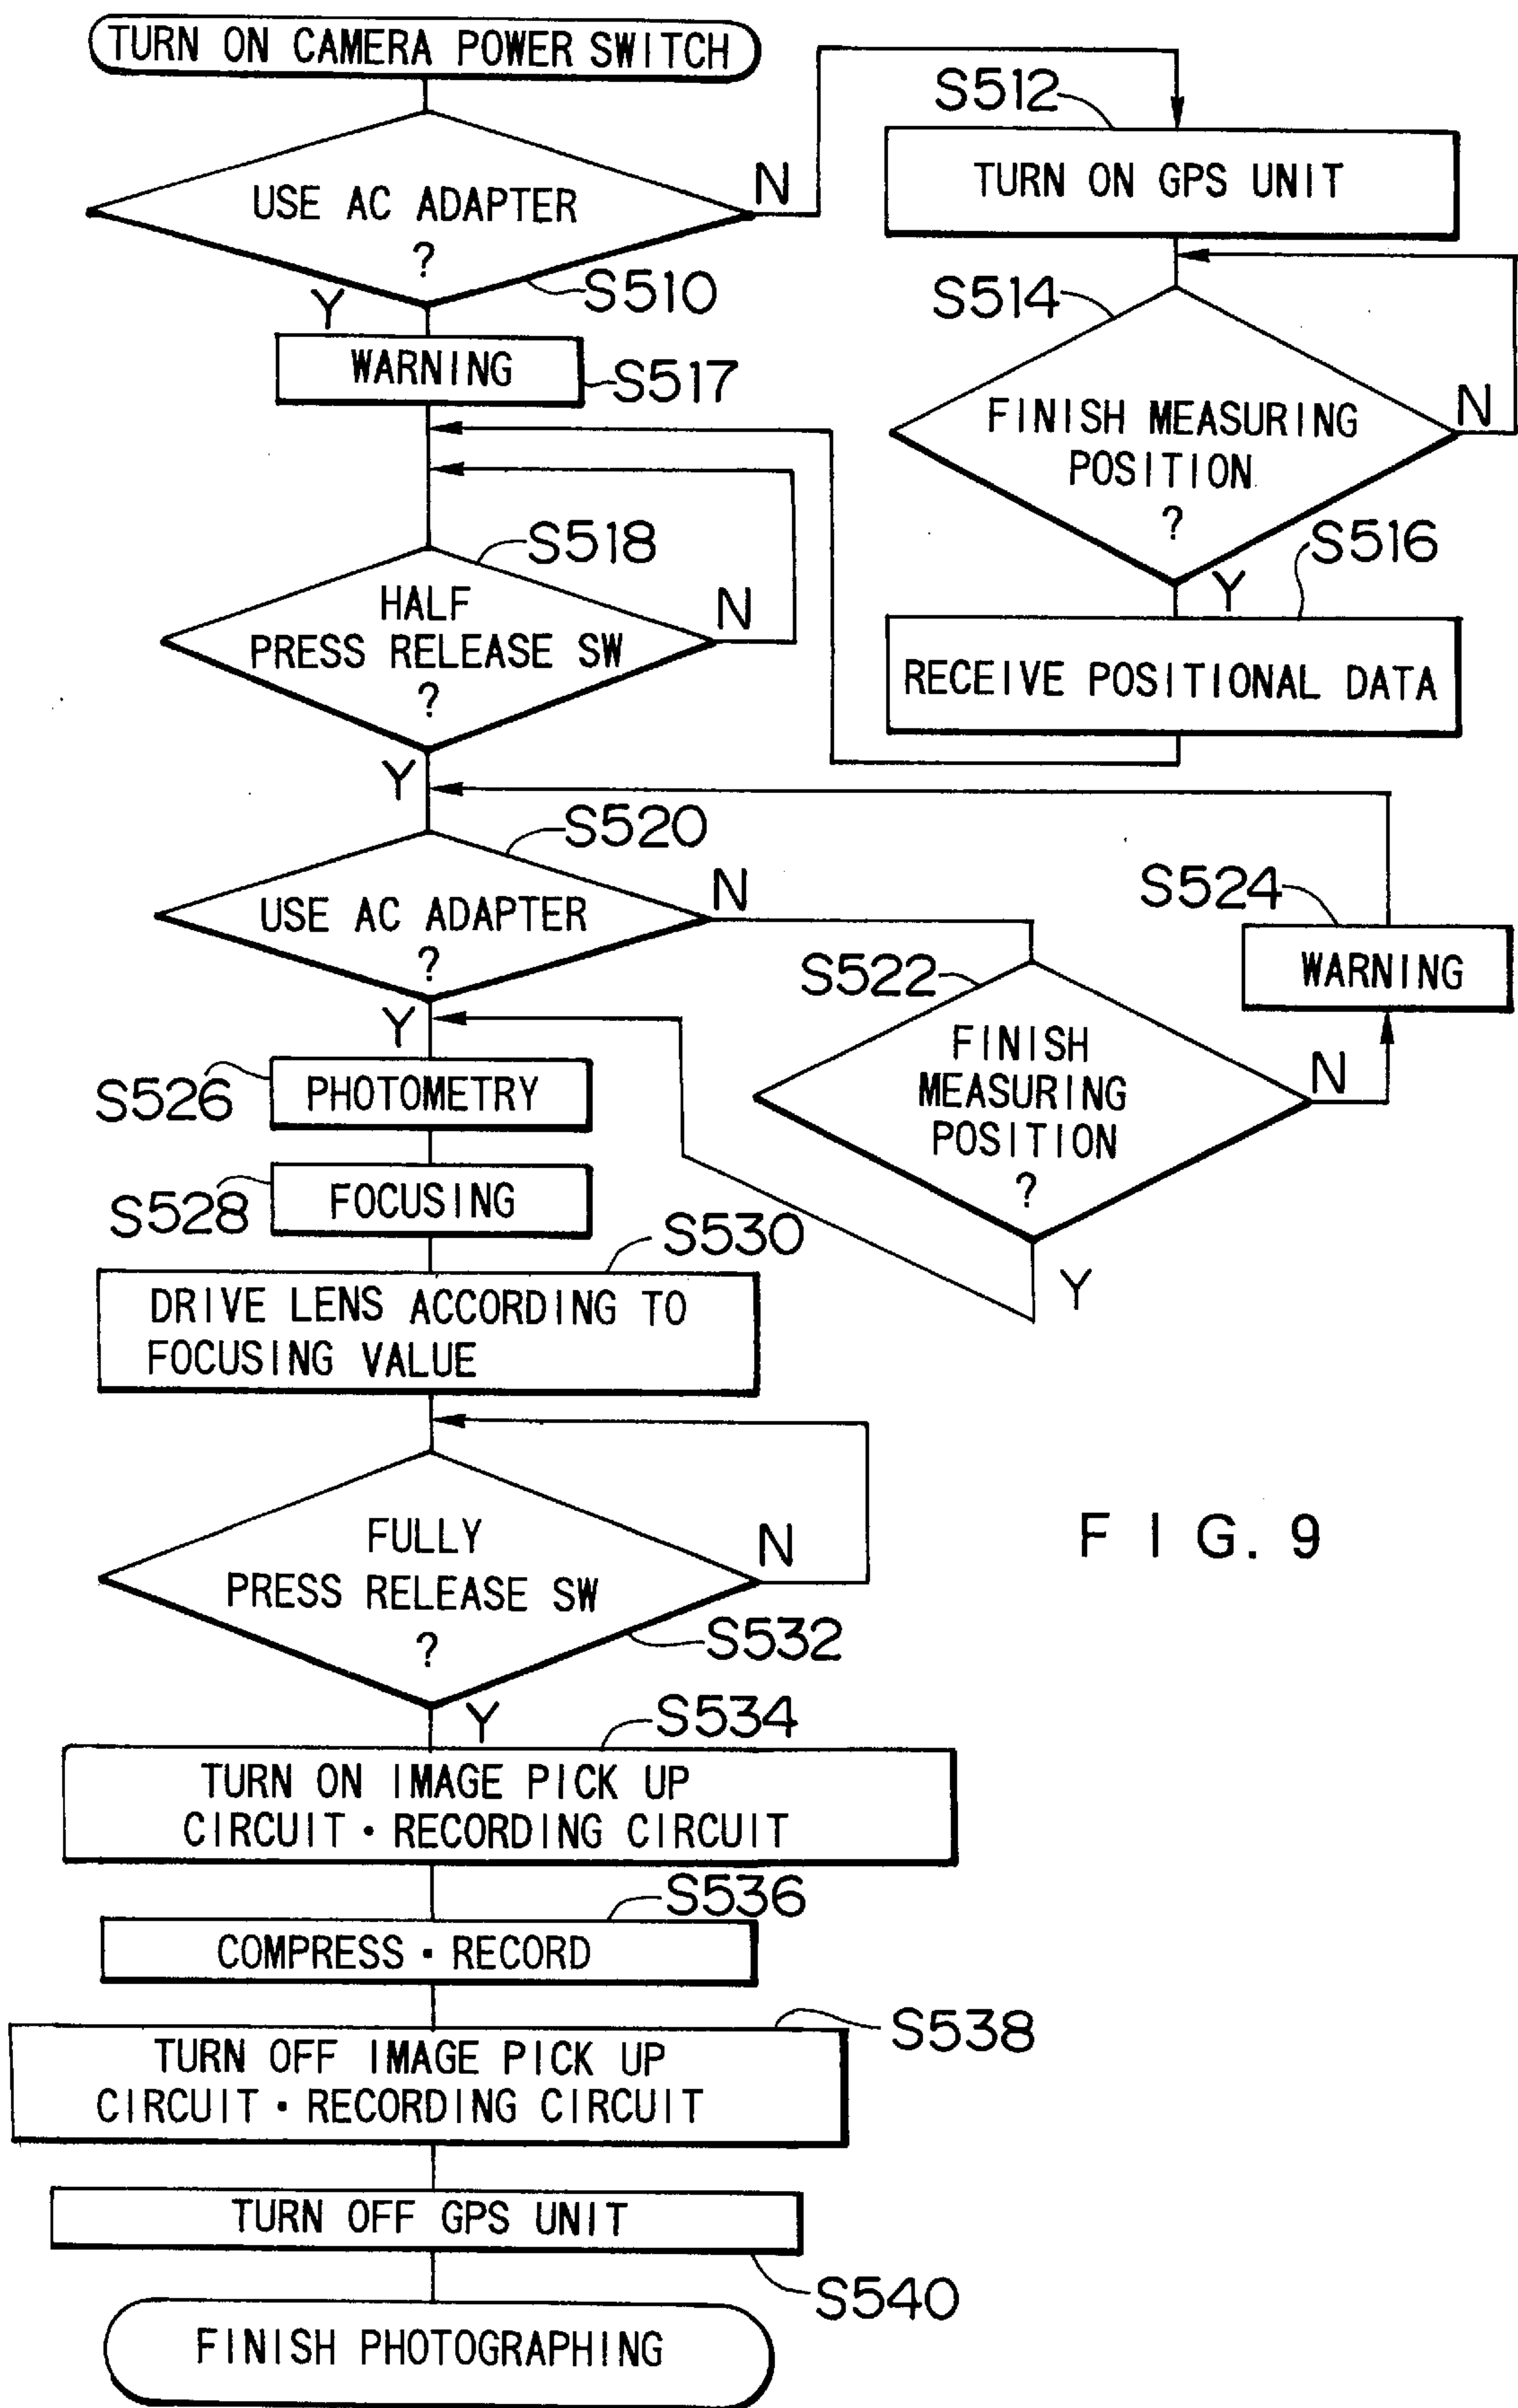 TURN ON CAMERA POWER SWITCH
USE AC ADAPTER
?
N
S510
Y
WARNING
S517
S512
TURN ON GPS UNIT
S514
FINISH MEASURING
POSITION
?
N
Y
S516
RECEIVE POSITIONAL DATA
S518
HALF
PRESS RELEASE SW
?
N
Y
S520
USE AC ADAPTER
?
N
Y
S522
FINISH
MEASURING
POSITION
?
N
Y
S524
WARNING
S526
PHOTOMETRY
S528
FOCUSING
S530
DRIVE LENS ACCORDING TO
FOCUSING VALUE
FULLY
PRESS RELEASE SW
?
N
S532
Y
FIG. 9
S534
TURN ON IMAGE PICK UP
CIRCUIT・RECORDING CIRCUIT
S536
COMPRESS・RECORD
S538
TURN OFF IMAGE PICK UP
CIRCUIT・RECORDING CIRCUIT
TURN OFF GPS UNIT
S540
FINISH PHOTOGRAPHING